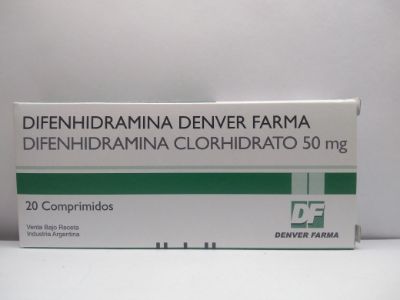 DIFENHIDRAMINA DENVER FARMA
DIFENHIDRAMINA CLORHIDRATO 50 mg
20 Comprimidos
Venta Bajo Receta
Industria Argentina
DF
DENVER FARMA